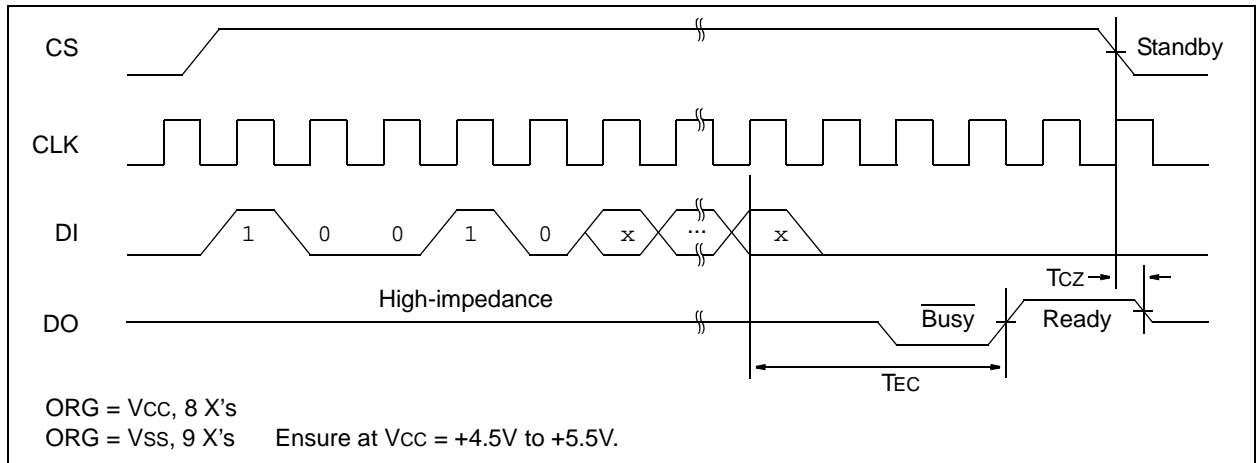 CS
Standby
CLK
DI
1 0 0 1 0 x ... x
TCZ
DO
High-impedance
Busy
Ready
TEC
ORG = VCC, 8 X's
ORG = VSS, 9 X's Ensure at VCC = +4.5V to +5.5V.